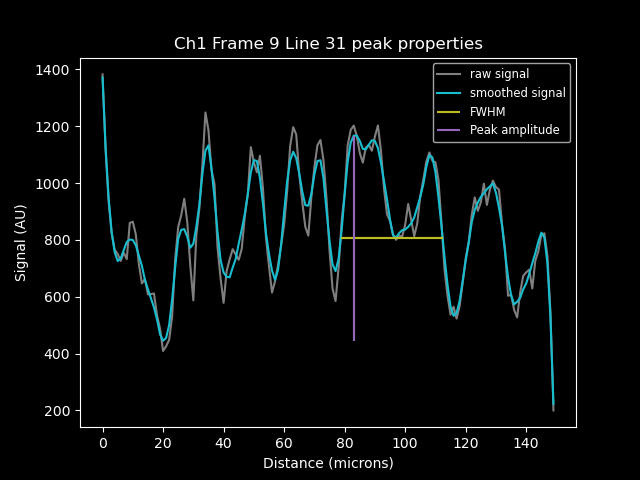 Ch1 Frame 9 Line 31 peak properties
raw signal
smoothed signal
FWHM
Peak amplitude
Signal (AU)
1400
1200
1000
800
600
400
200
0 20 40 60 80 100 120 140
Distance (microns)